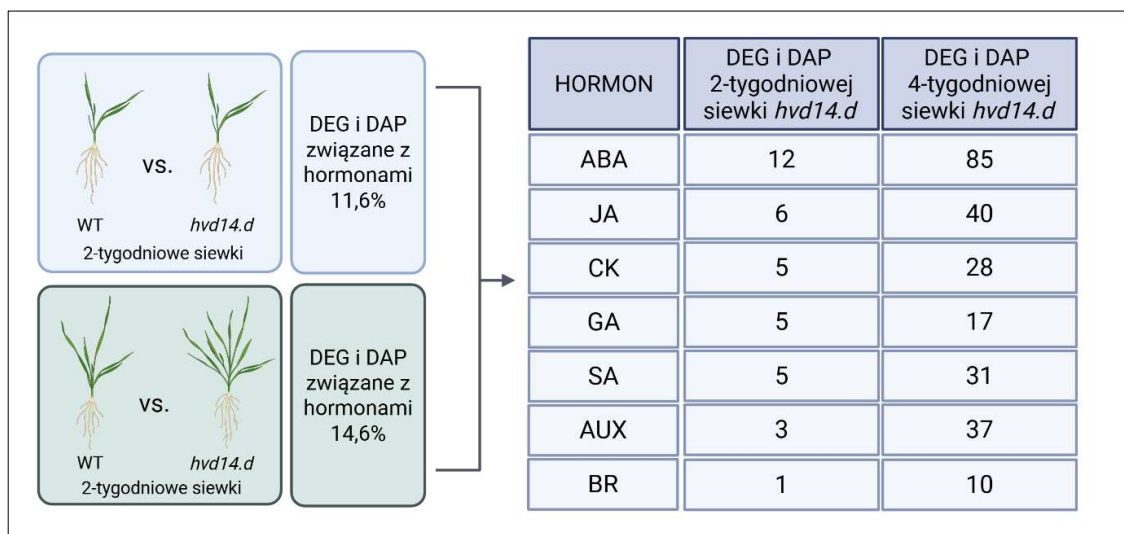 WT
vs.
hvd14.d
2-tygodniowe siewki
DEG i DAP
związane z
hormonami
11,6%
WT
vs.
hvd14.d
2-tygodniowe siewki
DEG i DAP
związane z
hormonami
14,6%
HORMON
DEG i DAP
2-tygodniowej
siewki hvd14.d
DEG i DAP
4-tygodniowej
siewki hvd14.d
ABA 12 85
JA 6 40
CK 5 28
GA 5 17
SA 5 31
AUX 3 37
BR 1 10